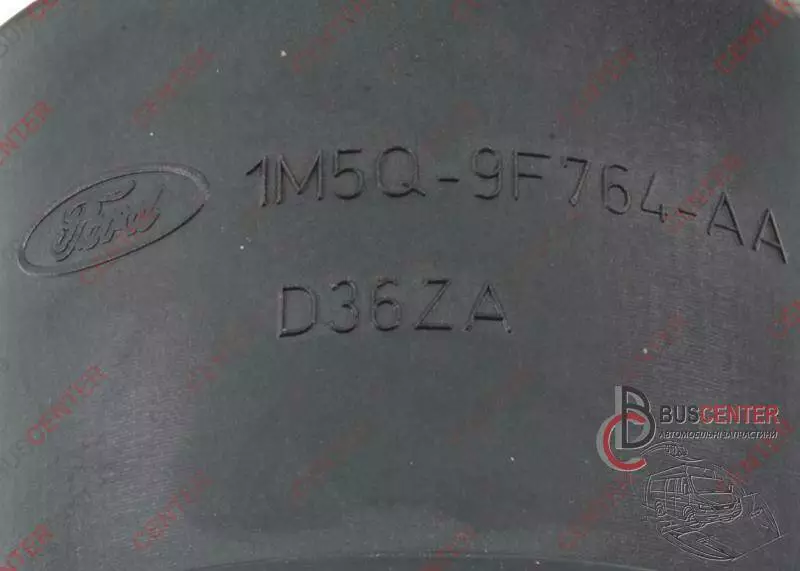 Ford
1M5Q-9F764-AA
D36ZA
BUSCENTER
АВТОМОБІЛЬНІ ЗАПЧАСТИНИ